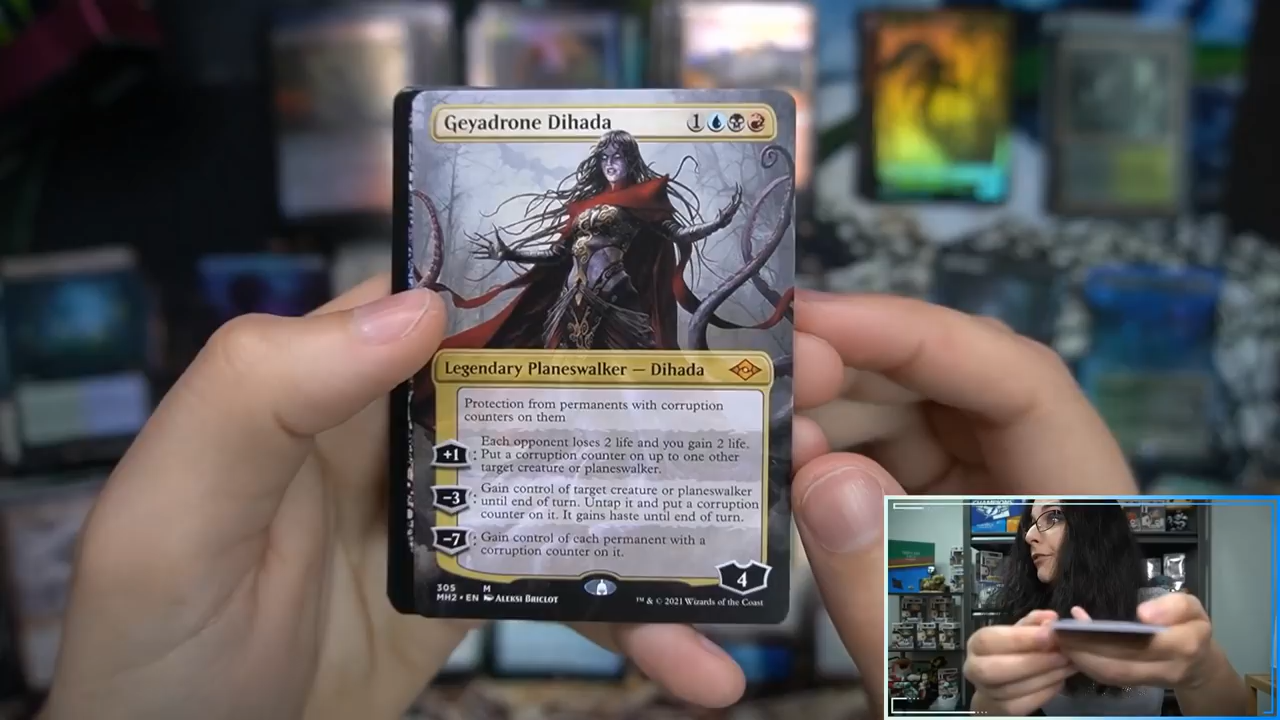 Geyadrone Dihada
1
Legendary Planeswalker — Dihada
Protection from permanents with corruption
counters on them
Each opponent loses 2 life and you gain 2 life.
+1: Put a corruption counter on up to one other
target creature or planeswalker.
Gain control of target creature or planeswalker
−3: until end of turn. Untap it and put a corruption
counter on it. It gains haste until end of turn.
−7: Gain control of each permanent with a
corruption counter on it.
4
305 M
MH2 • EN ALEKSI BRICLOT
™ & © 2021 Wizards of the Coast